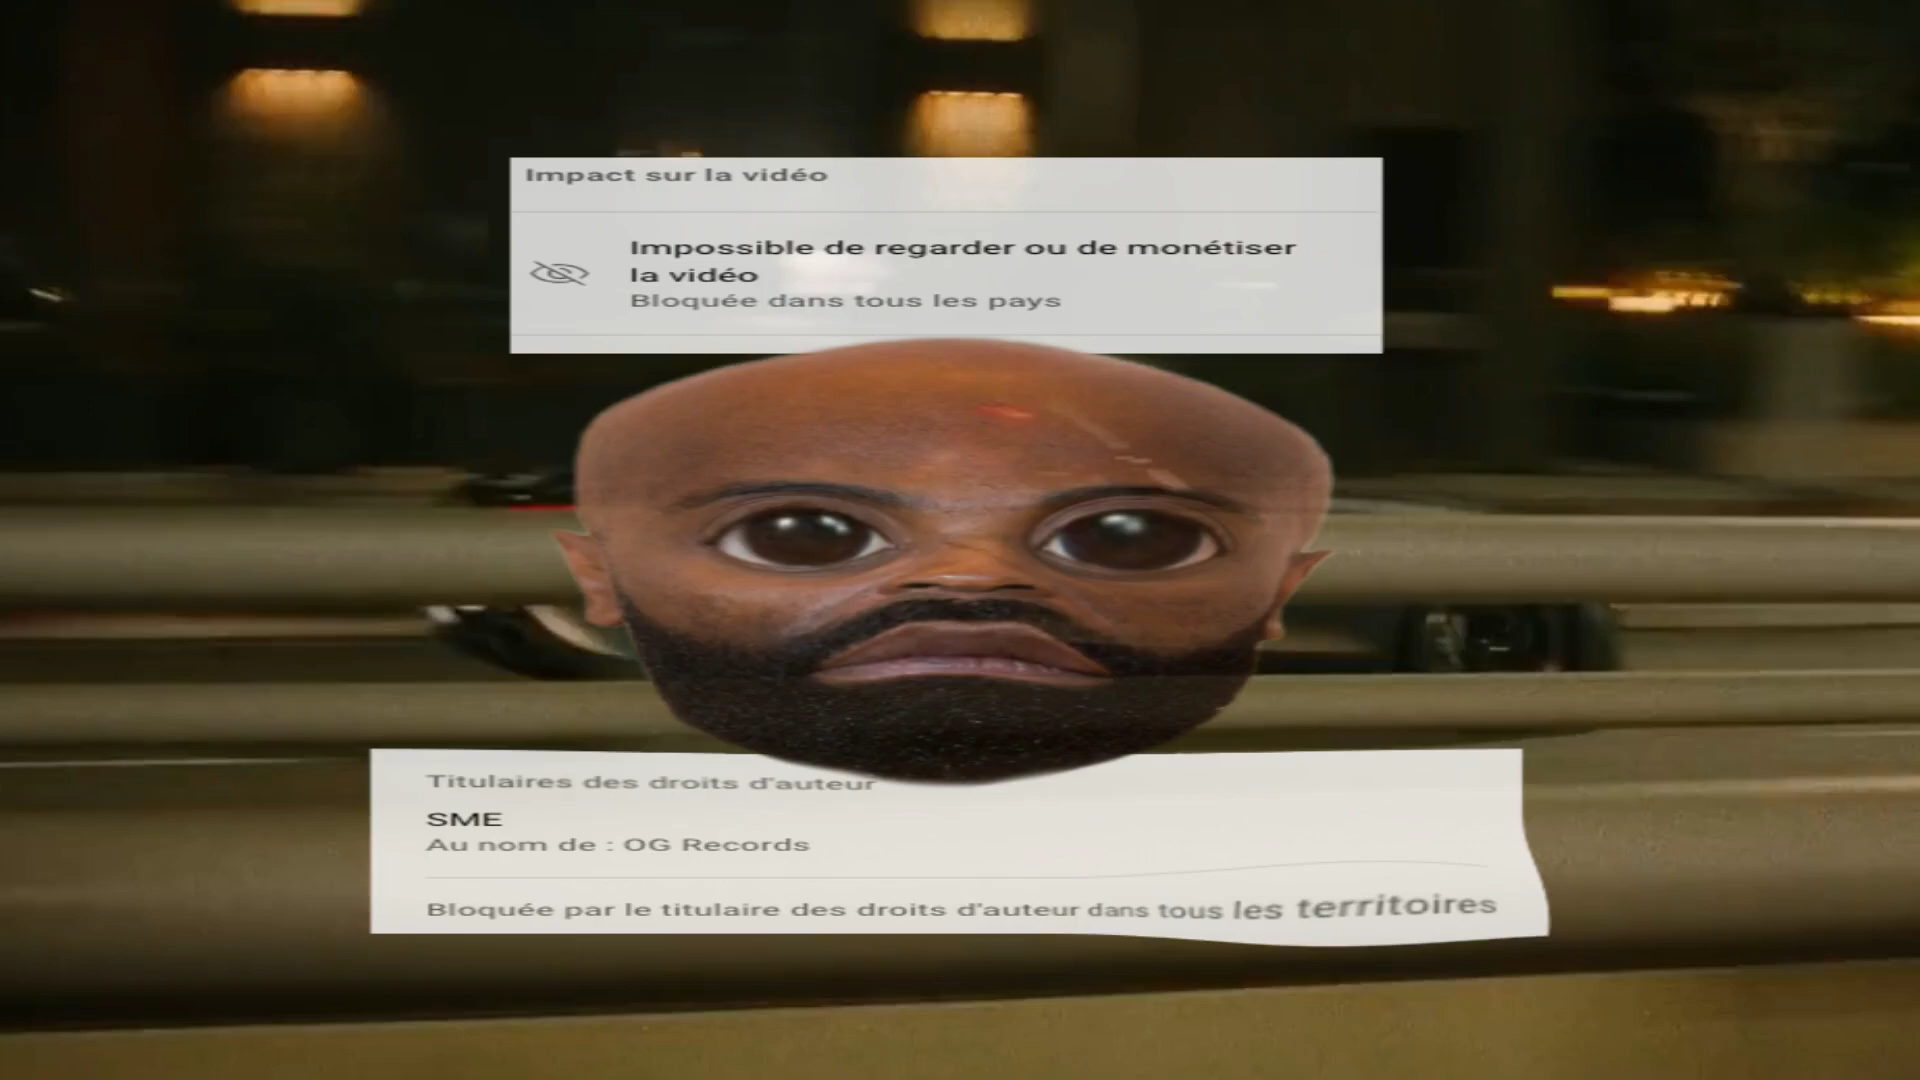 Impact sur la vidéo
Impossible de regarder ou de monétiser
la vidéo
Bloquée dans tous les pays
Titulaires des droits d'auteur
SME
Au nom de : OG Records
Bloquée par le titulaire des droits d'auteur dans tous les territoires